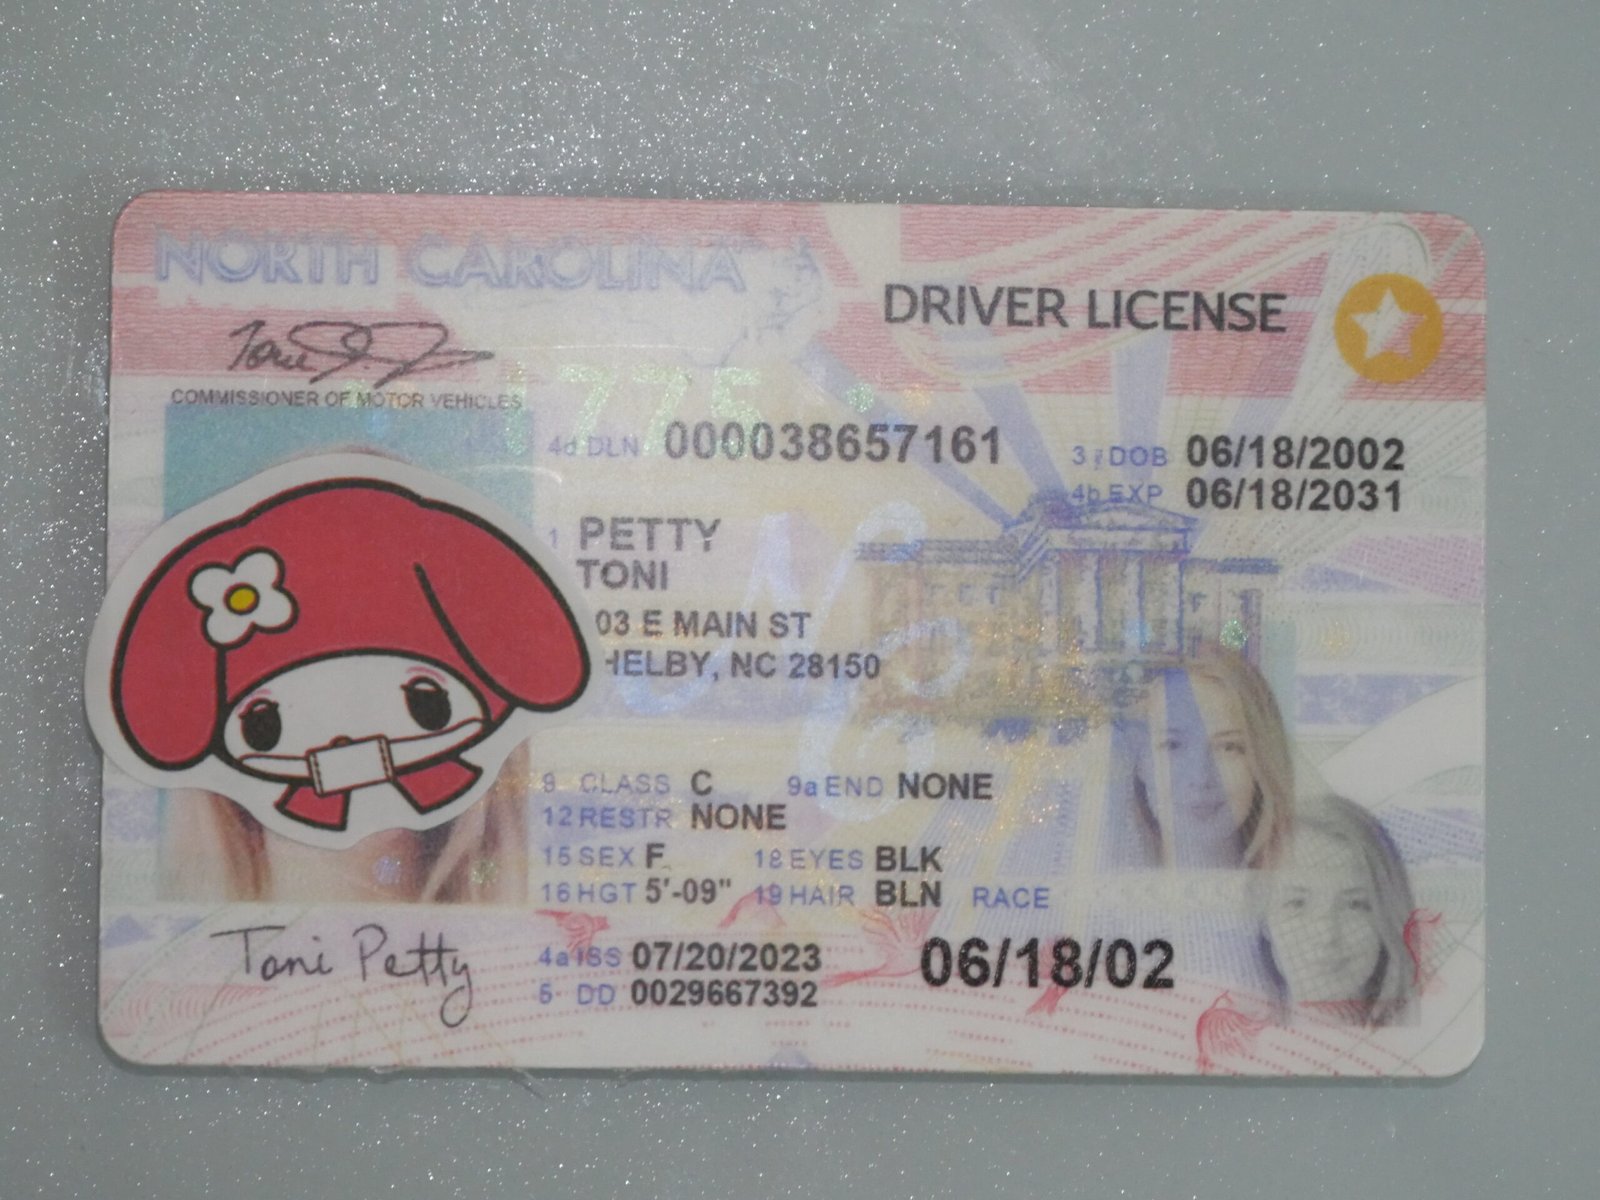 NORTH CAROLINA
DRIVER LICENSE
COMMISSIONER OF MOTOR VEHICLES
1775
4d DLN 000038657161
3 DOB 06/18/2002
4b EXP 06/18/2031
1 PETTY
TONI
03 E MAIN ST
HELBY, NC 28150
9 CLASS C 9a END NONE
12 RESTR NONE
15 SEX F 18 EYES BLK
16 HGT 5'-09" 19 HAIR BLN RACE
Toni Petty
4a ISS 07/20/2023
06/18/02
5 DD 0029667392